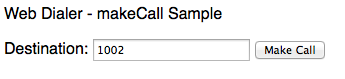 Web Dialer - makeCall Sample
Destination: 1002 Make Call